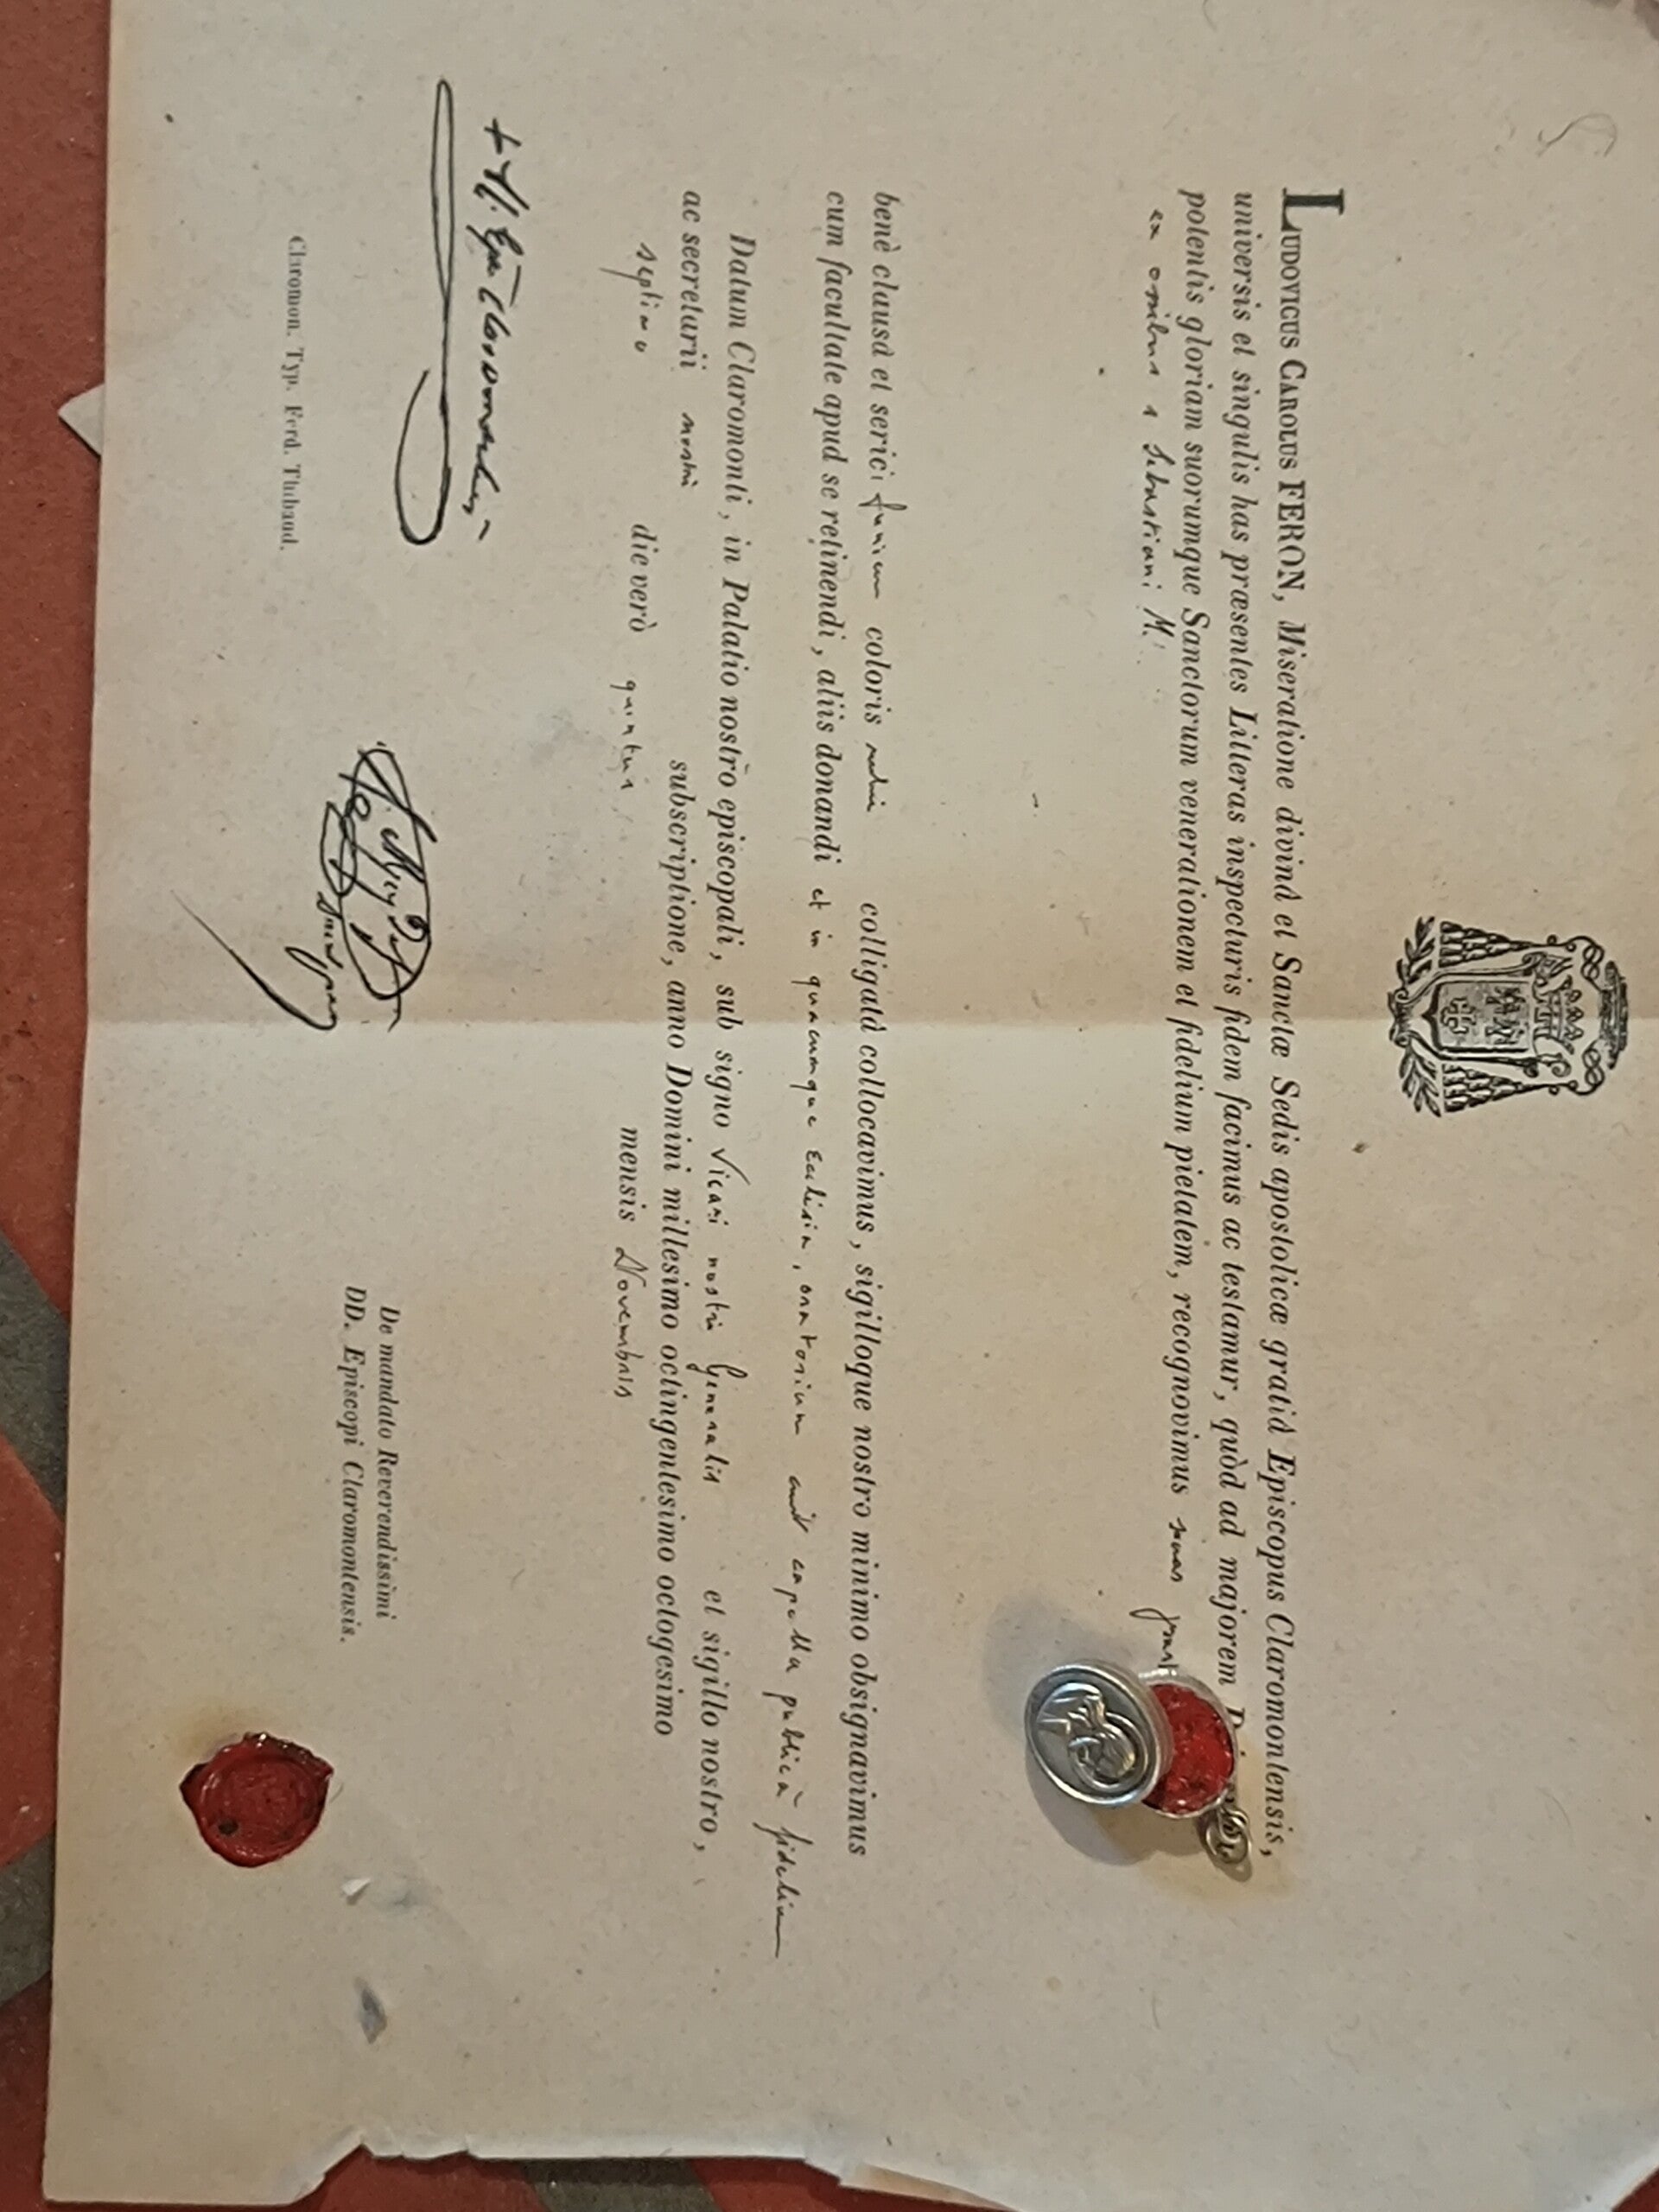 LUDOVICUS CAROLUS FERON, Miseratione divinâ et Sanctæ Sedis apostolicæ gratiâ Episcopus Claromontensis,
universis et singulis has præsentes Litteras inspecturis fidem facimus ac testamur, quòd ad majorem
potentis gloriam suorumque Sanctorum venerationem et fidelium pietatem, recognovimus
ex ossibus s Sebastiani M.
benè clausâ et serici funium coloris rubri colligatâ collocavimus, sigilloque nostro minimo obsignavimus
cum facultate apud se retinendi, aliis donandi et in quacumque Ecclesia, oratorium aut capella publicâ fidelium
Datum Claromonti, in Palatio nostro episcopali, sub signo Vicarii nostri Generalis et sigillo nostro,
ac secretarii nostri subscriptione, anno Domini millesimo octingentesimo octogesimo
septimo die verò quinta mensis Novembris
De mandato Reverendissimi
DD. Episcopi Claromontensis.
Claromon. Typ. Ferd. Thibaud.